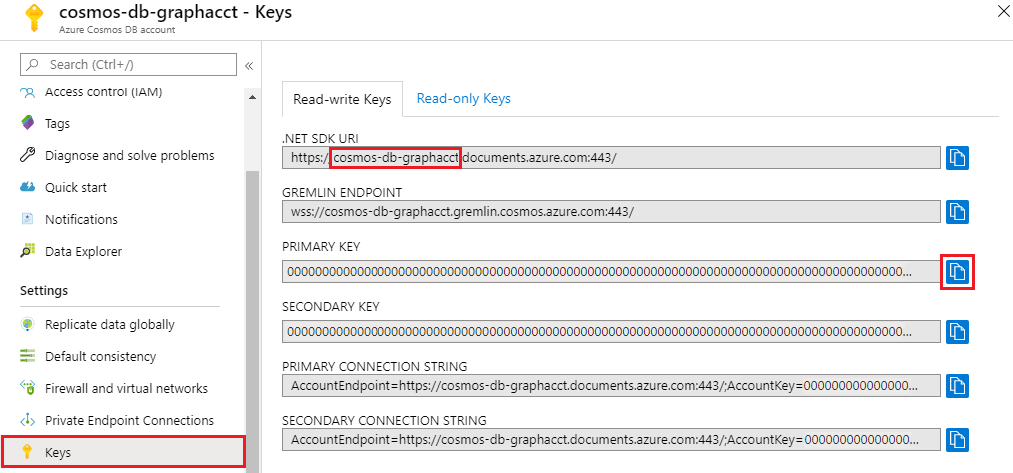 cosmos-db-graphacct - Keys
Azure Cosmos DB account
Search (Ctrl+/)
«
Access control (IAM)
Tags
Diagnose and solve problems
Quick start
Notifications
Data Explorer
Settings
Replicate data globally
Default consistency
Firewall and virtual networks
Private Endpoint Connections
Keys
Read-write Keys
Read-only Keys
.NET SDK URI
https://cosmos-db-graphacct.documents.azure.com:443/
GREMLIN ENDPOINT
wss://cosmos-db-graphacct.gremlin.cosmos.azure.com:443/
PRIMARY KEY
0000000000000000000000000000000000000000000000000000000000000000000000000000000000000000...
SECONDARY KEY
0000000000000000000000000000000000000000000000000000000000000000000000000000000000000000...
PRIMARY CONNECTION STRING
AccountEndpoint=https://cosmos-db-graphacct.documents.azure.com:443/;AccountKey=0000000000000000...
SECONDARY CONNECTION STRING
AccountEndpoint=https://cosmos-db-graphacct.documents.azure.com:443/;AccountKey=0000000000000000...